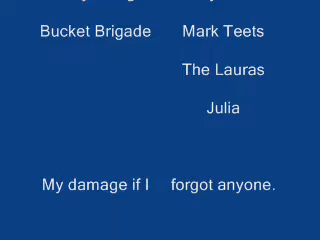 Bucket Brigade Mark Teets
The Lauras
Julia
My damage if I forgot anyone.